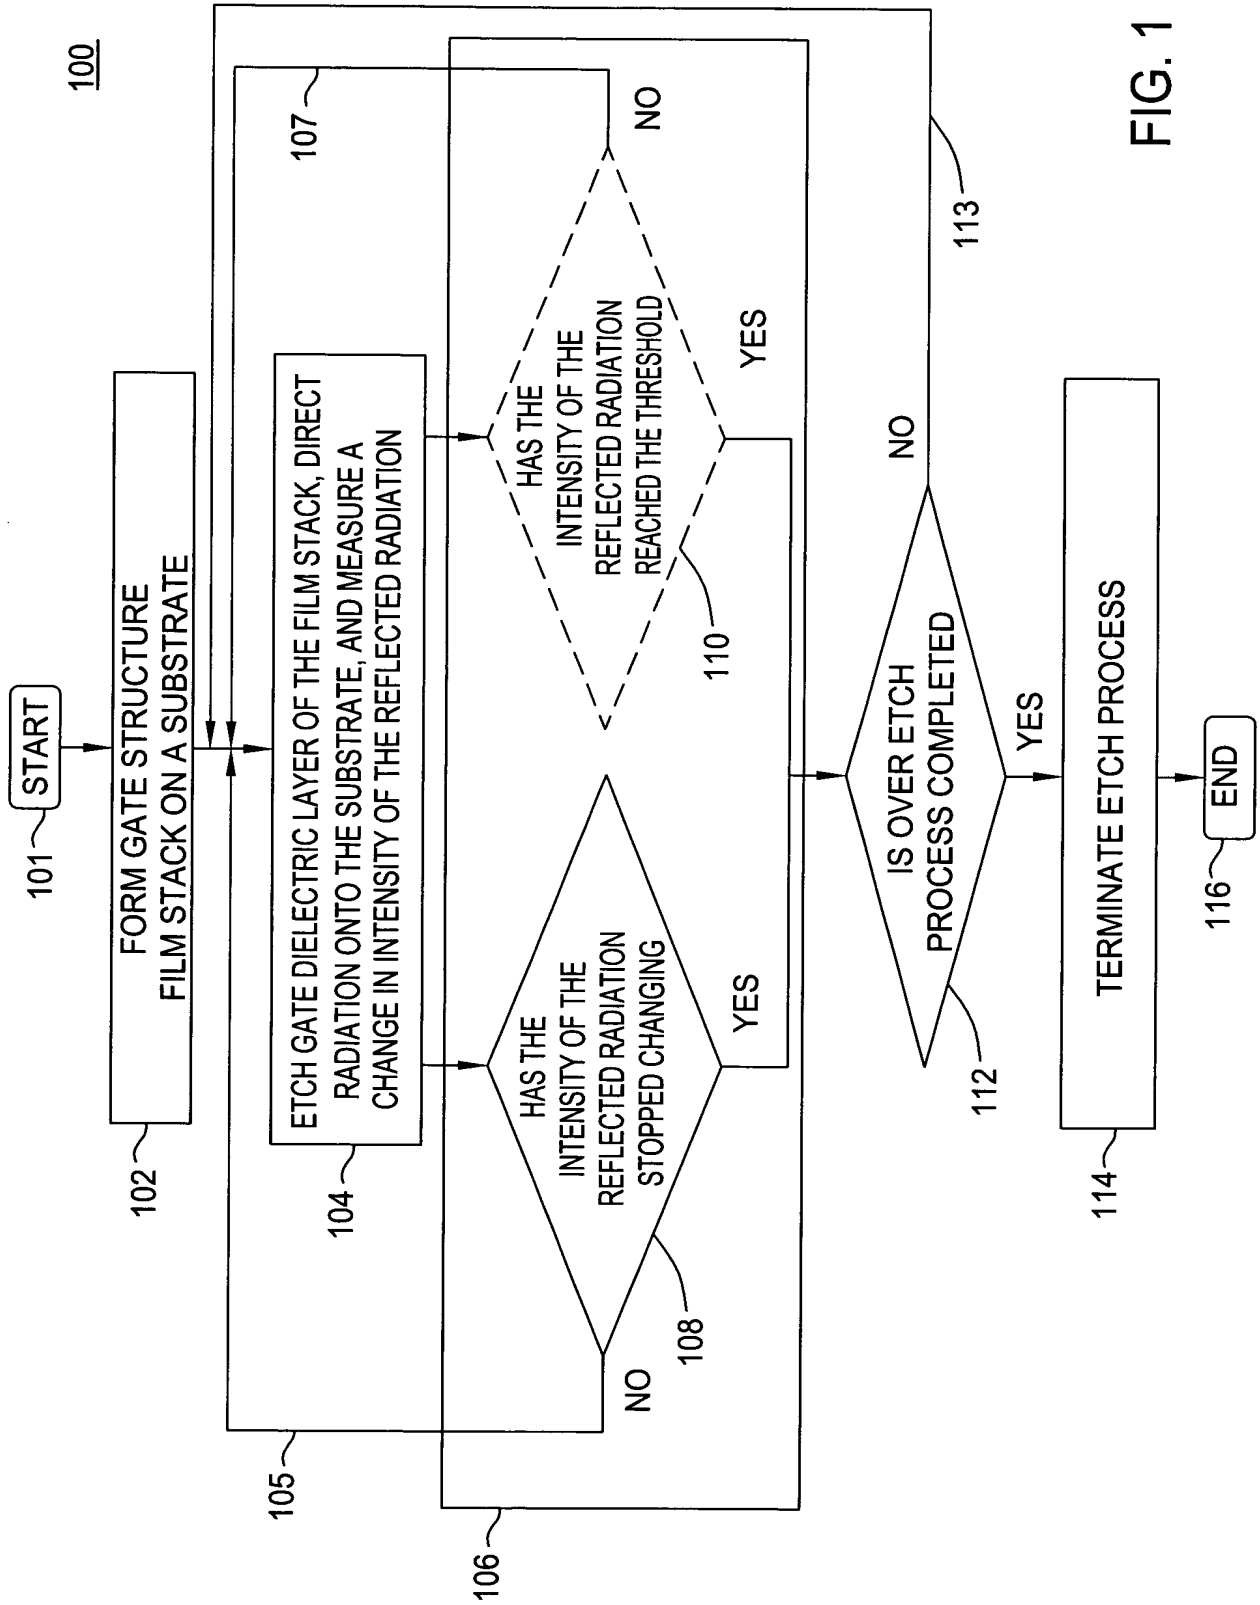 100
START
101
FORM GATE STRUCTURE
FILM STACK ON A SUBSTRATE
102
ETCH GATE DIELECTRIC LAYER OF THE FILM STACK, DIRECT
RADIATION ONTO THE SUBSTRATE, AND MEASURE A
CHANGE IN INTENSITY OF THE REFLECTED RADIATION
104
105
107
106
HAS THE
INTENSITY OF THE
REFLECTED RADIATION
STOPPED CHANGING
NO
YES
108
HAS THE
INTENSITY OF THE
REFLECTED RADIATION
REACHED THE THRESHOLD
NO
YES
110
IS OVER ETCH
PROCESS COMPLETED
NO
YES
112
113
TERMINATE ETCH PROCESS
114
END
116
FIG. 1